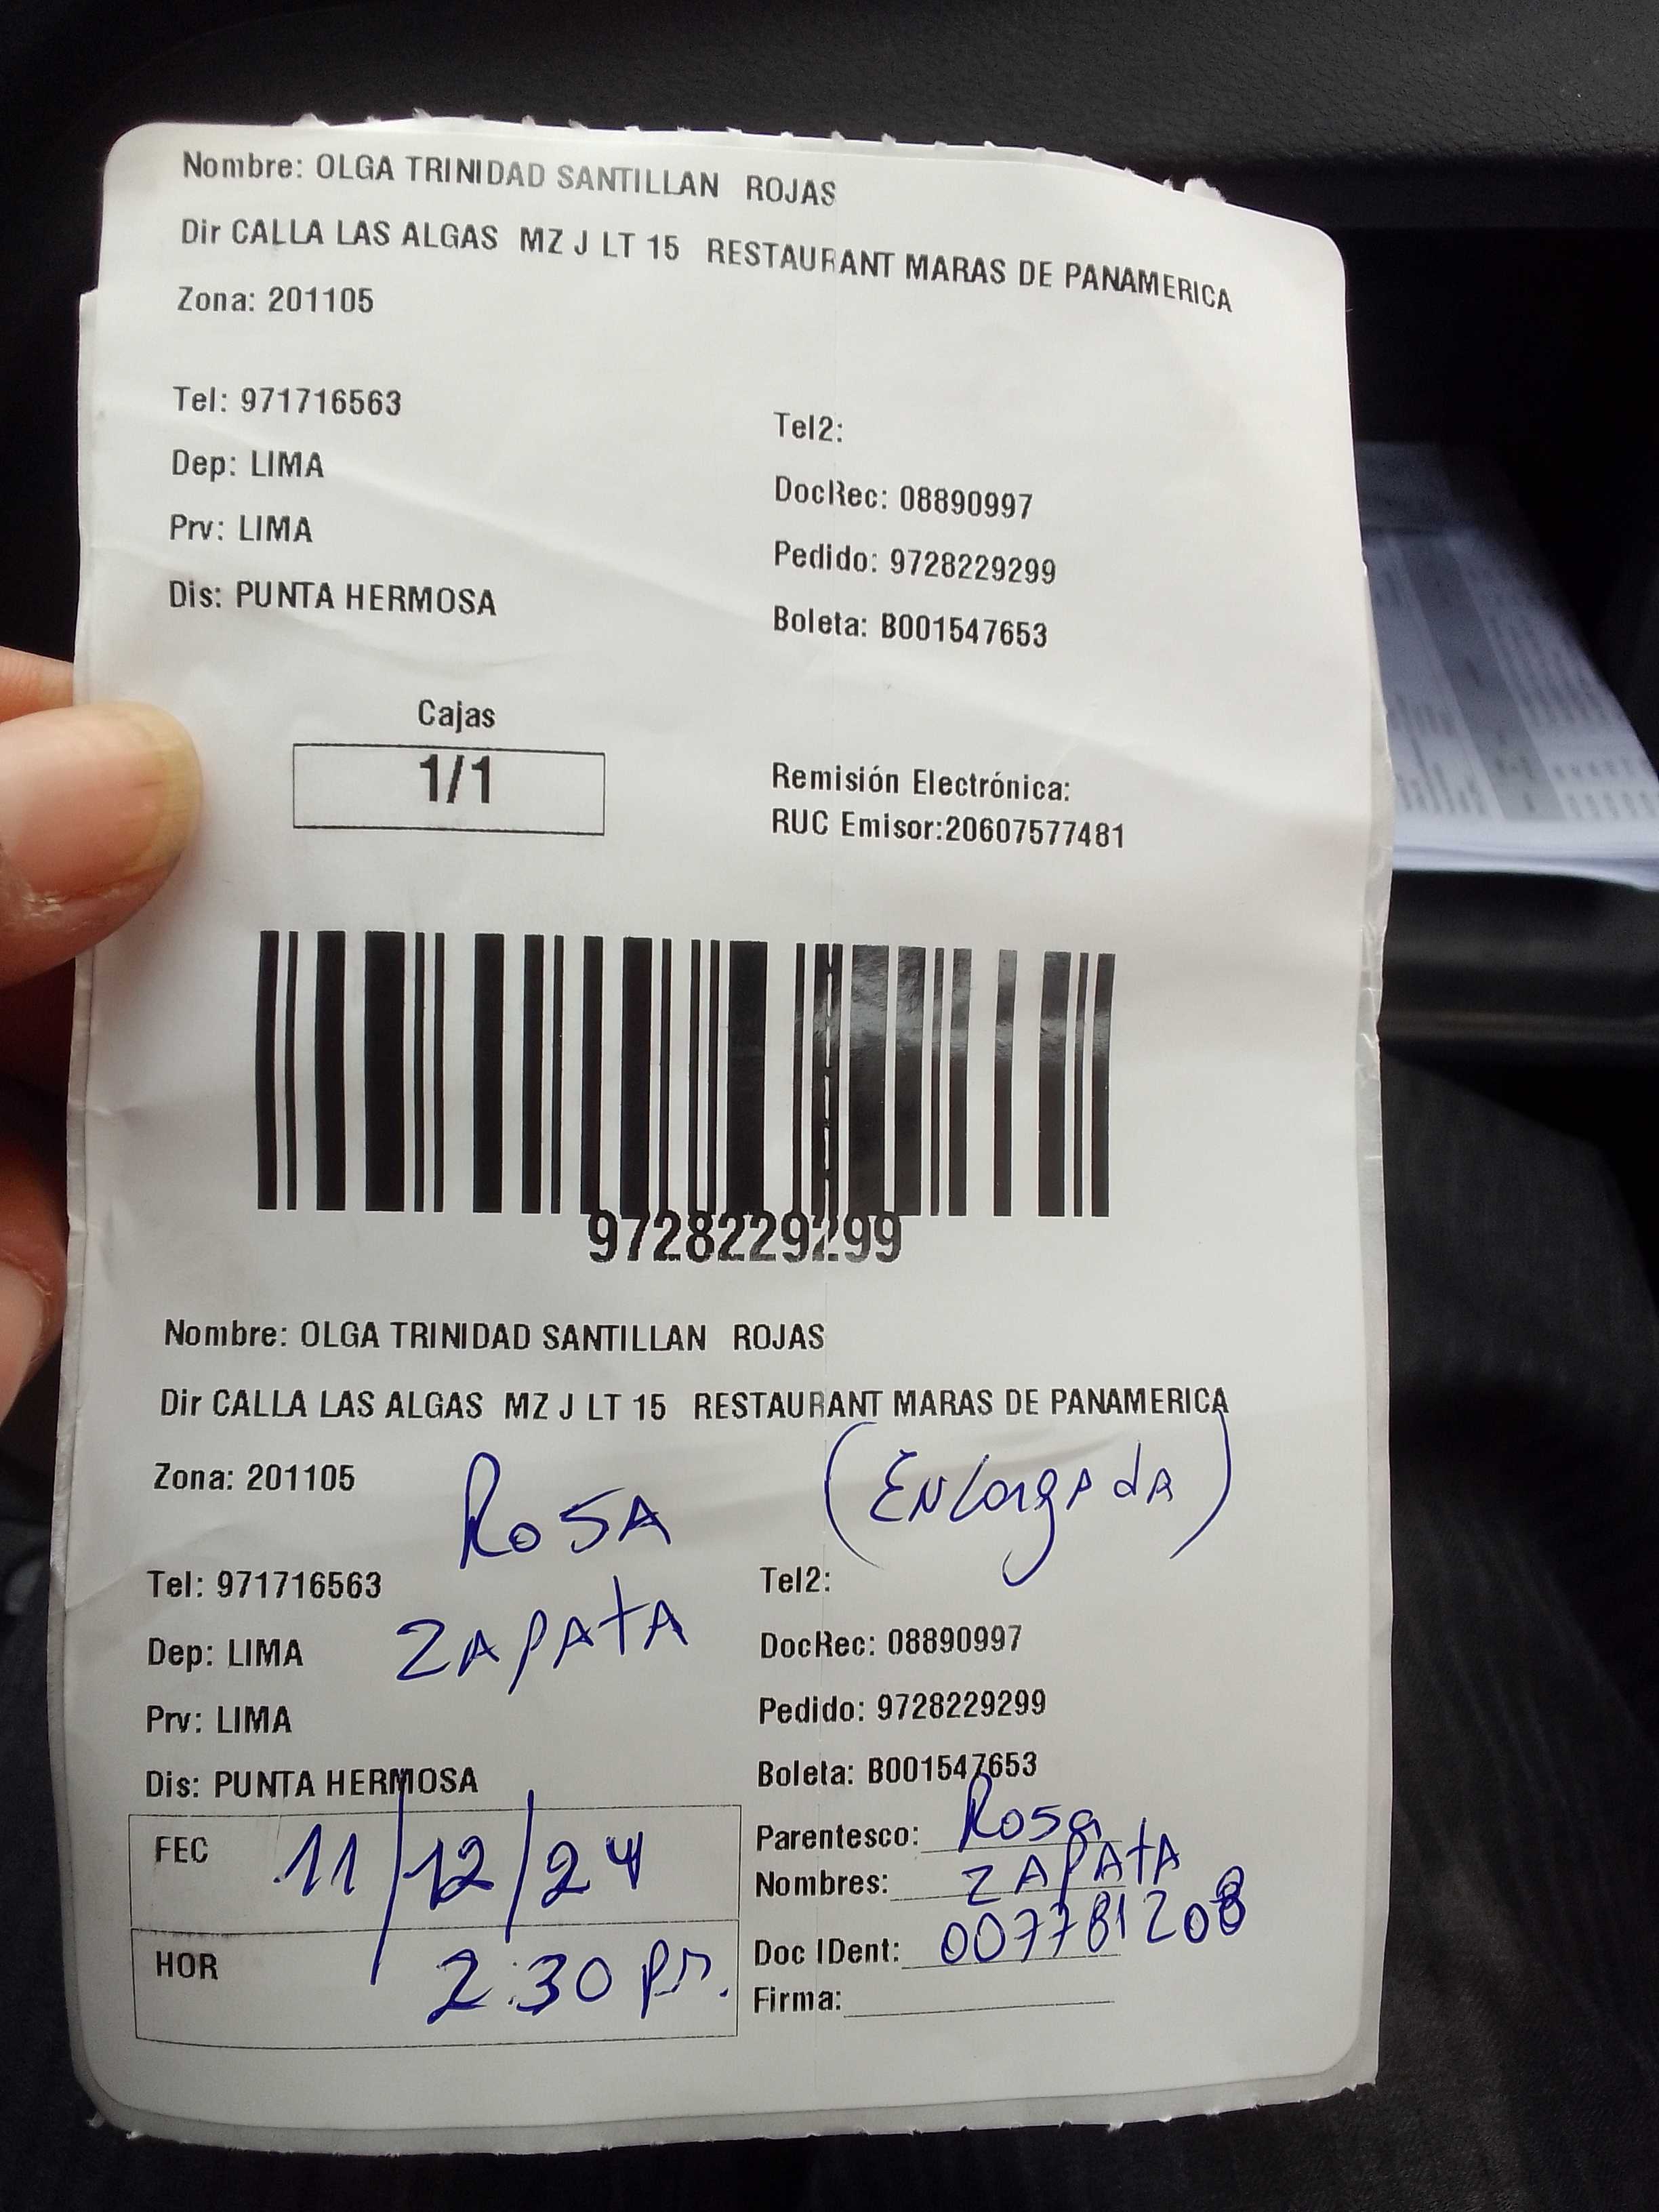 Nombre: OLGA TRINIDAD SANTILLAN ROJAS
Dir CALLA LAS ALGAS MZ J LT 15 RESTAURANT MARAS DE PANAMERICA
Zona: 201105
Tel: 971716563
Tel2:
Dep: LIMA
DocRec: 08890997
Prv: LIMA
Pedido: 9728229299
Dis: PUNTA HERMOSA
Boleta: B001547653
Cajas
1/1
Remisión Electrónica:
RUC Emisor:20607577481
9728229299
Nombre: OLGA TRINIDAD SANTILLAN ROJAS
Dir CALLA LAS ALGAS MZ J LT 15 RESTAURANT MARAS DE PANAMERICA
Zona: 201105
ROSA (ENCargada)
Tel: 971716563
Tel2:
ZAPATA
Dep: LIMA
DocRec: 08890997
Prv: LIMA
Pedido: 9728229299
Dis: PUNTA HERMOSA
Boleta: B001547653
FEC 11/12/24
Parentesco: Rosa
Nombres: ZAPATA
HOR 2:30 pm.
Doc IDent: 007781208
Firma: